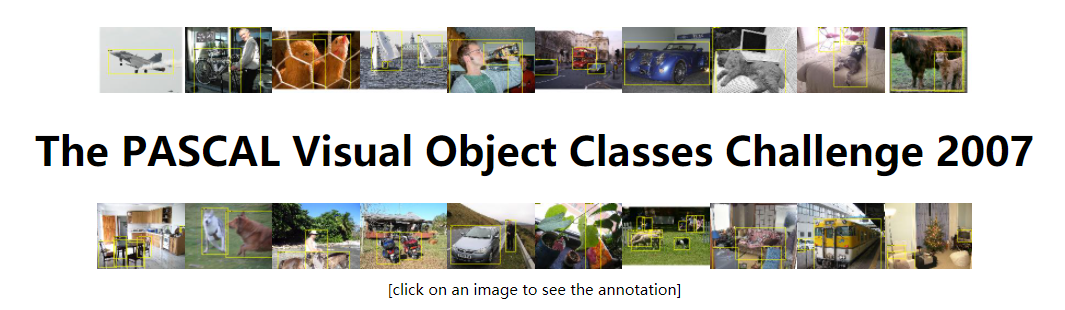 The PASCAL Visual Object Classes Challenge 2007
[click on an image to see the annotation]